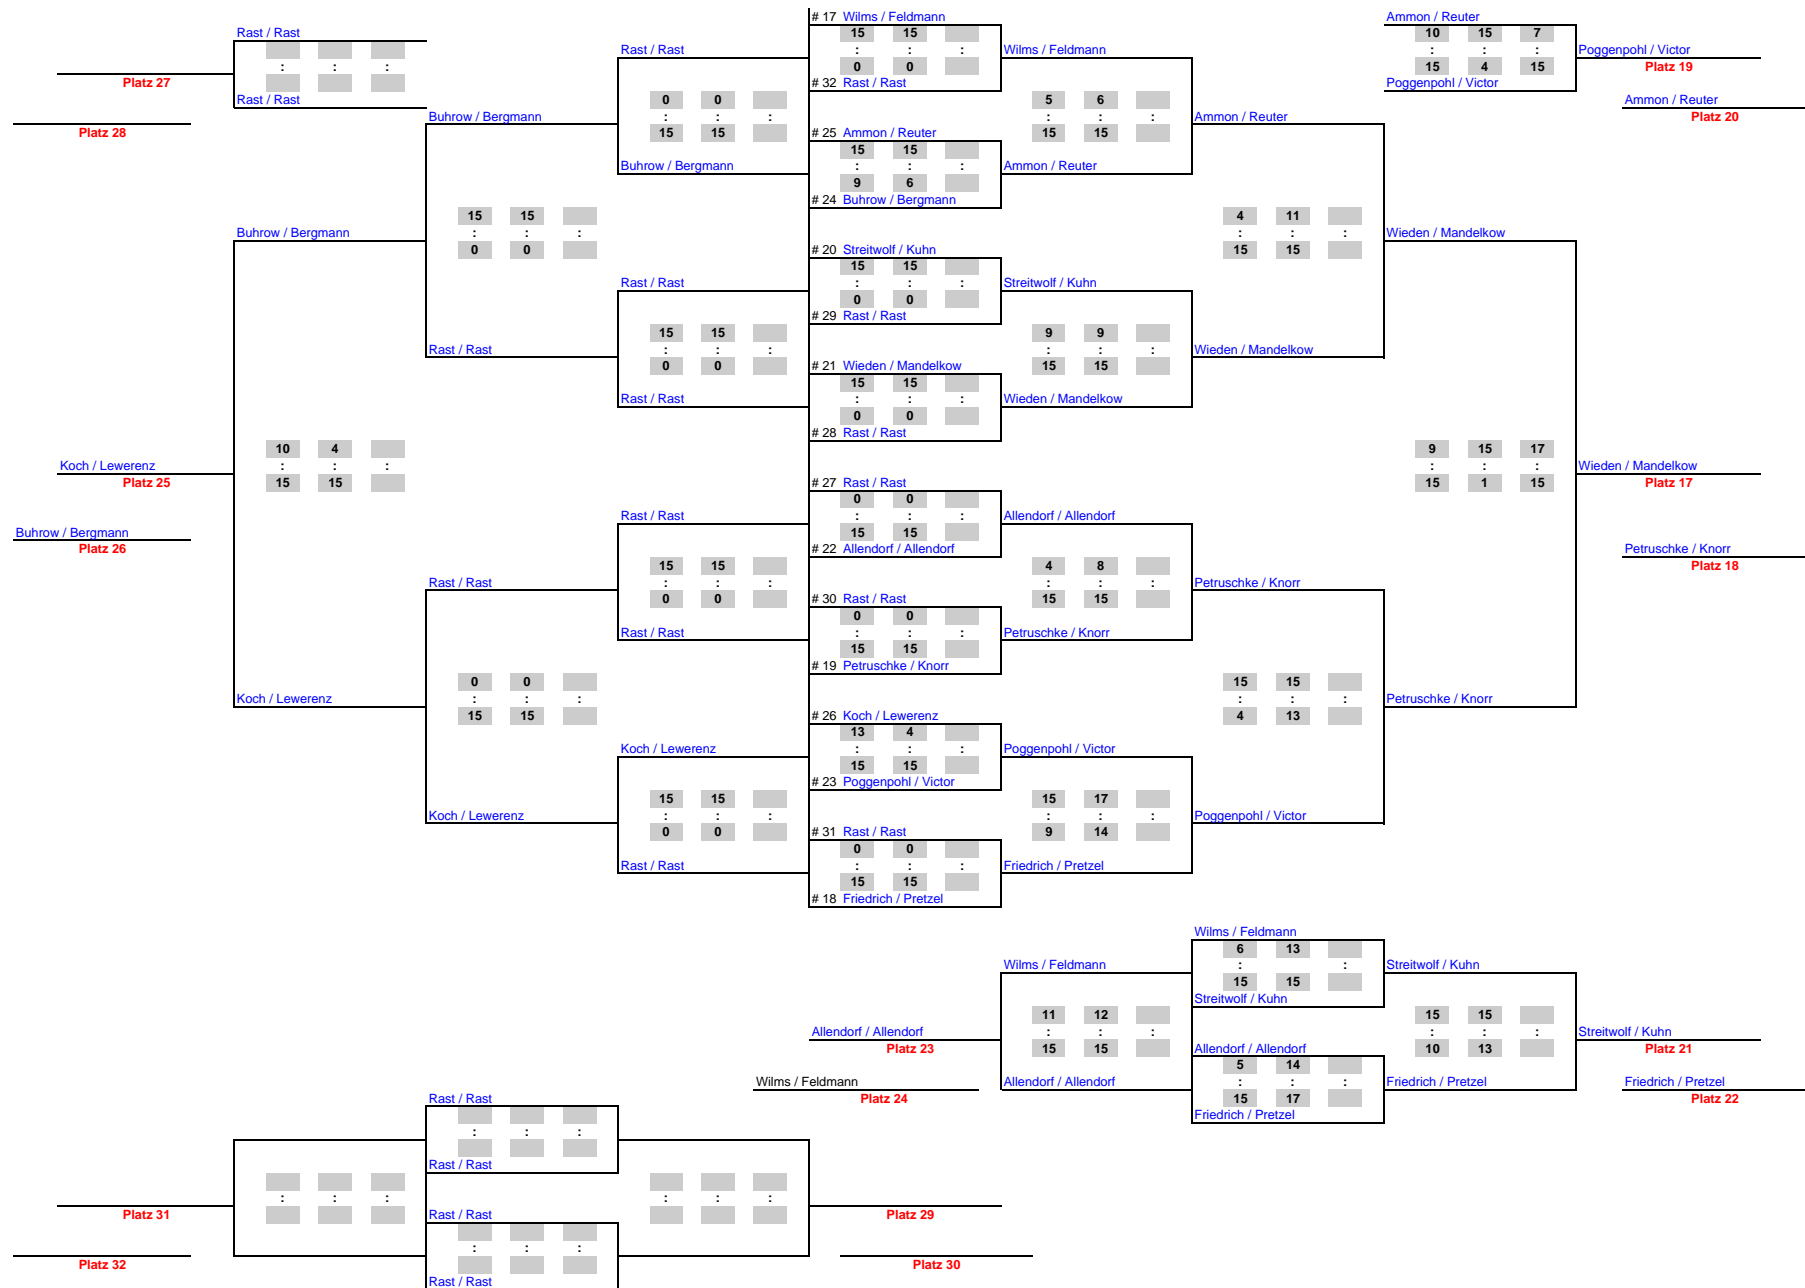 # 17 Wilms / Feldmann
Ammon / Reuter
Rast / Rast
15 15
10 15 7
Rast / Rast
Wilms / Feldmann
Poggenpohl / Victor
: : :
: : :
: : :
Platz 19
0 0
15 4 15
Platz 27
# 32 Rast / Rast
Poggenpohl / Victor
Rast / Rast
0 0
5 6
Ammon / Reuter
Buhrow / Bergmann
: : :
: : :
Ammon / Reuter
Platz 20
Platz 28
15 15
# 25 Ammon / Reuter
15 15
15 15
Buhrow / Bergmann
: : :
Ammon / Reuter
9 6
# 24 Buhrow / Bergmann
15 15
4 11
Buhrow / Bergmann
: : :
: : :
Wieden / Mandelkow
0 0
# 20 Streitwolf / Kuhn
15 15
15 15
Rast / Rast
: : :
Streitwolf / Kuhn
0 0
# 29 Rast / Rast
15 15
9 9
Rast / Rast
: : :
: : :
Wieden / Mandelkow
0 0
# 21 Wieden / Mandelkow
15 15
15 15
Rast / Rast
: : :
Wieden / Mandelkow
0 0
# 28 Rast / Rast
10 4
9 15 17
Koch / Lewerenz
: : :
: : :
Wieden / Mandelkow
Platz 25
15 15
# 27 Rast / Rast
15 1 15
Platz 17
0 0
Rast / Rast
: : :
Allendorf / Allendorf
Buhrow / Bergmann
15 15
Platz 26
# 22 Allendorf / Allendorf
Petruschke / Knorr
15 15
4 8
Platz 18
Rast / Rast
: : :
: : :
Petruschke / Knorr
0 0
# 30 Rast / Rast
15 15
0 0
Rast / Rast
: : :
Petruschke / Knorr
15 15
# 19 Petruschke / Knorr
0 0
15 15
Koch / Lewerenz
: : :
: : :
Petruschke / Knorr
15 15
# 26 Koch / Lewerenz
4 13
13 4
Koch / Lewerenz
: : :
Poggenpohl / Victor
15 15
# 23 Poggenpohl / Victor
15 15
15 17
Koch / Lewerenz
: : :
: : :
Poggenpohl / Victor
0 0
# 31 Rast / Rast
9 14
0 0
Rast / Rast
: : :
Friedrich / Pretzel
15 15
# 18 Friedrich / Pretzel
Wilms / Feldmann
6 13
Wilms / Feldmann
: :
Streitwolf / Kuhn
15 15
Streitwolf / Kuhn
11 12
15 15
Allendorf / Allendorf
: : :
: : :
Streitwolf / Kuhn
Platz 23
15 15
Allendorf / Allendorf
10 13
Platz 21
5 14
Wilms / Feldmann
Allendorf / Allendorf
: : :
Friedrich / Pretzel
Friedrich / Pretzel
Platz 24
15 17
Platz 22
Rast / Rast
Friedrich / Pretzel
: : :
Rast / Rast
: : :
: : :
Platz 31
Rast / Rast
Platz 29
: : :
Platz 32
Platz 30
Rast / Rast